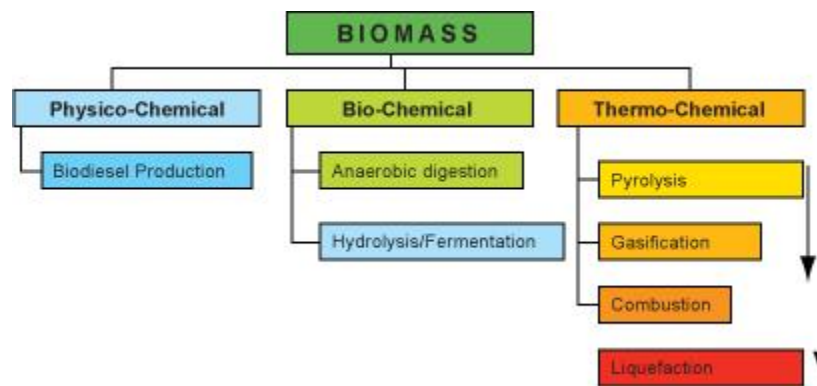 BIOMASS
Physico-Chemical
Bio-Chemical
Thermo-Chemical
Biodiesel Production
Anaerobic digestion
Pyrolysis
Hydrolysis/Fermentation
Gasification
Combustion
Liquefaction